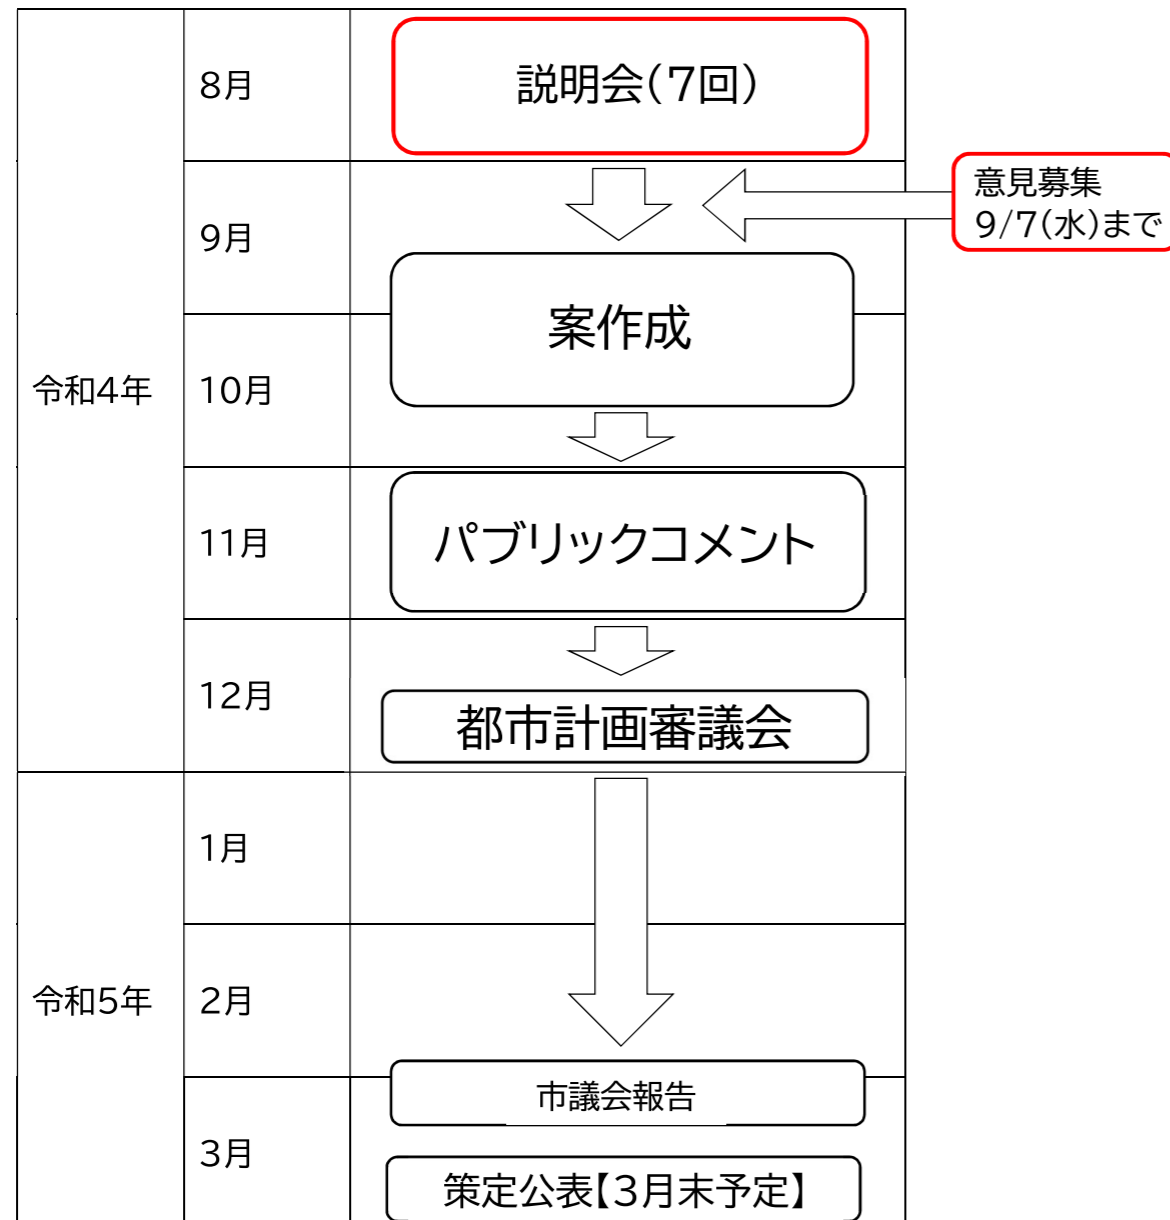 8月
説明会(7回)
意見募集
9/7(水)まで
9月
案作成
令和4年
10月
11月
パブリックコメント
12月
都市計画審議会
1月
令和5年
2月
市議会報告
3月
策定公表【3月末予定】